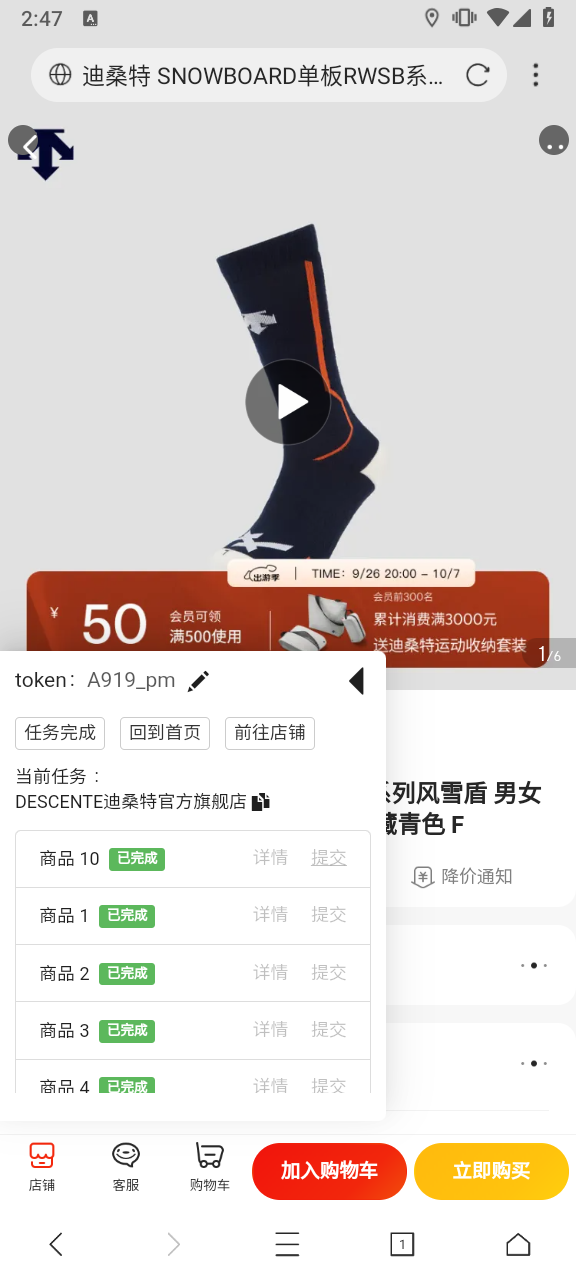 2:47
A
迪桑特 SNOWBOARD单板RWSB系...
出游季 | TIME: 9/26 20:00 - 10/7
¥ 50
会员可领
满500使用
会员前300名
累计消费满3000元
送迪桑特运动收纳套装
1/6
token: A919_pm
任务完成 回到首页 前往店铺
当前任务：
DESCENTE迪桑特官方旗舰店
系列风雪盾 男女
藏青色 F
降价通知
商品 10 已完成 详情 提交
商品 1 已完成 详情 提交
商品 2 已完成 详情 提交
商品 3 已完成 详情 提交
商品 4 已完成 详情 提交
店铺 客服 购物车 加入购物车 立即购买
1